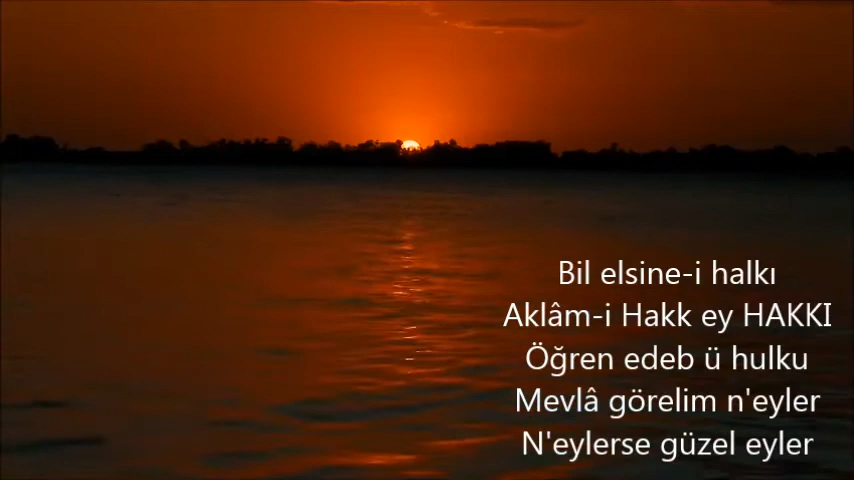 Bil elsine-i halkı
Aklâm-i Hakk ey HAKKI
Öğren edeb ü hulku
Mevlâ görelim n'eyler
N'eylerse güzel eyler